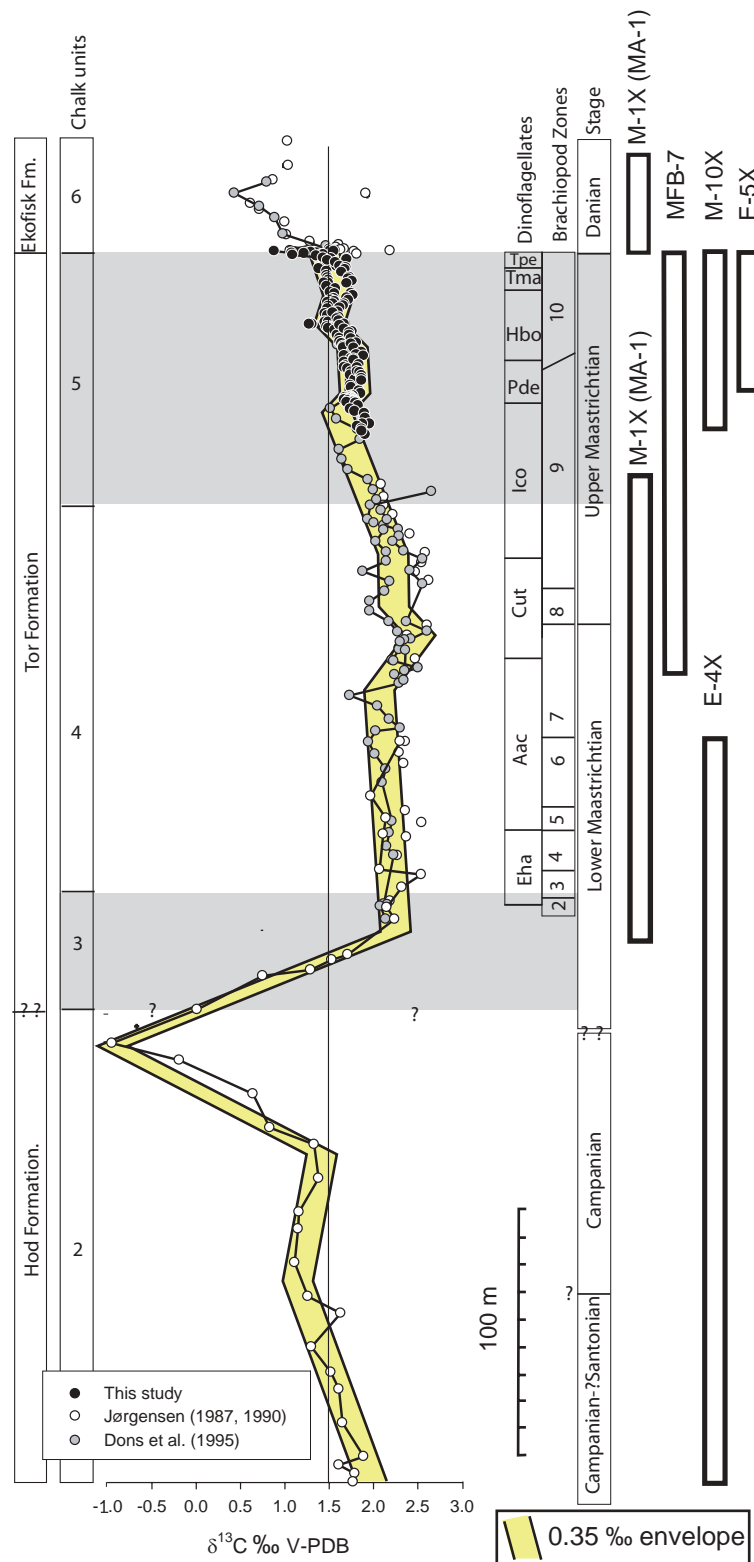 Chalk units
Dinoflagellates
Brachiopod Zones
Stage
M-1X (MA-1)
MFB-7
M-10X
E-5X
Ekofisk Fm.
6
Danian
Tpe
Tma
10
Hbo
Tor Formation
5
Pde
Upper Maastrichtian
M-1X (MA-1)
9
Ico
Cut
8
E-4X
4
Aac
7
6
Lower Maastrichtian
5
Eha
4
3
2
3
? ?
?
?
? ?
Hod Formation.
2
Campanian
100 m
?
Campanian-?Santonian
This study
Jørgensen (1987, 1990)
Dons et al. (1995)
-1.0 -0.5 0.0 0.5 1.0 1.5 2.0 2.5 3.0
δ13C ‰ V-PDB
0.35 ‰ envelope